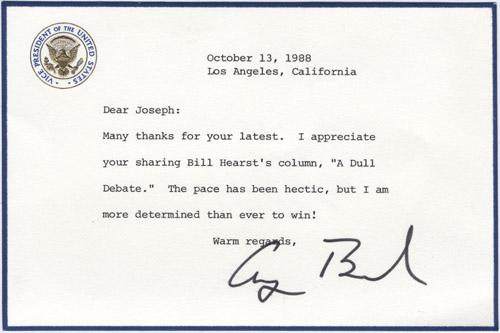 VICE PRESIDENT OF THE UNITED STATES
October 13, 1988
Los Angeles, California
Dear Joseph:
Many thanks for your latest. I appreciate
your sharing Bill Hearst's column, "A Dull
Debate." The pace has been hectic, but I am
more determined than ever to win!
Warm regards,